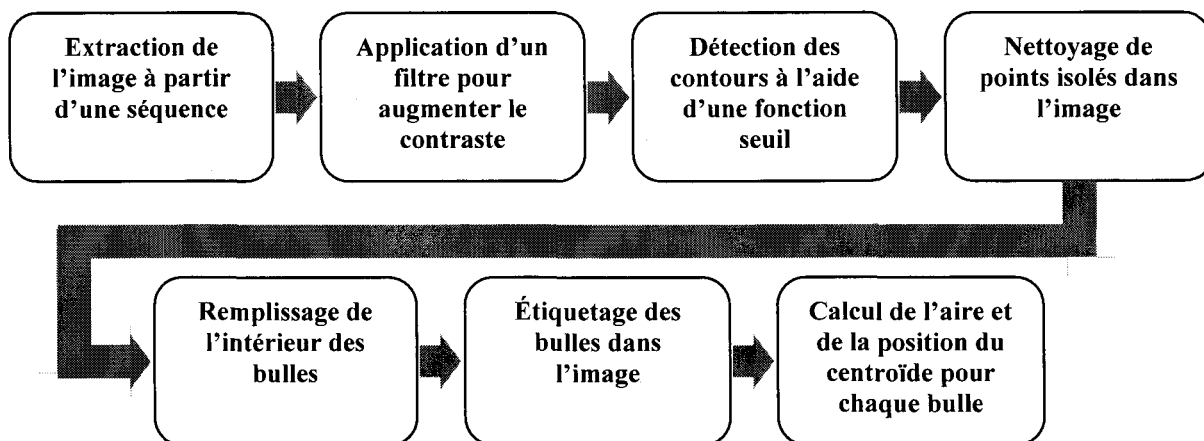 Extraction de
l'image à partir
d'une séquence
Application d'un
filtre pour
augmenter le
contraste
Détection des
contours à l'aide
d'une fonction
seuil
Nettoyage de
points isolés dans
l'image
Remplissage de
l'intérieur des
bulles
Étiquetage des
bulles dans
l'image
Calcul de l'aire et
de la position du
centroïde pour
chaque bulle